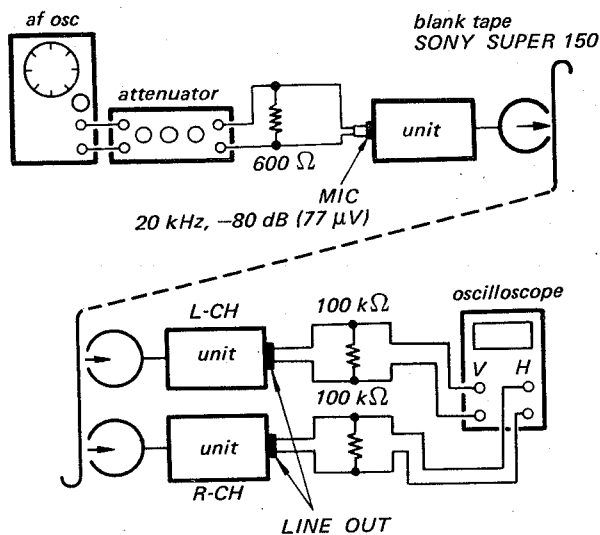 af osc
blank tape
SONY SUPER 150
attenuator
unit
600 Ω
MIC
20 kHz, −80 dB (77 μV)
L-CH
100 kΩ
oscilloscope
unit
V H
100 kΩ
unit
R-CH
LINE OUT